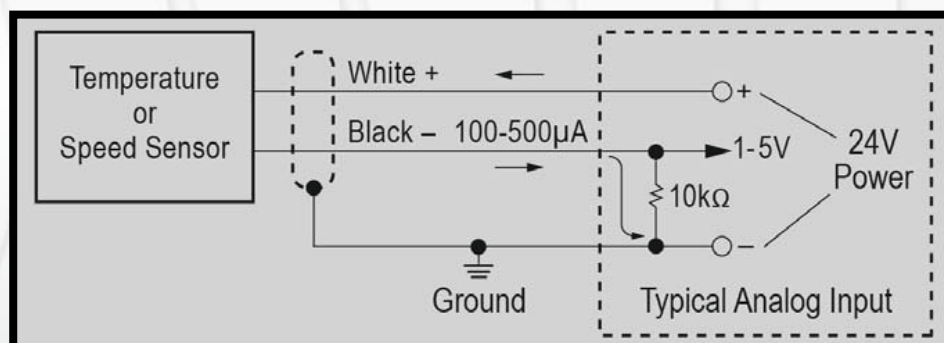 Temperature
or
Speed Sensor
White +
Black – 100-500µA
+
1-5V
24V
Power
10kΩ
–
Ground
Typical Analog Input